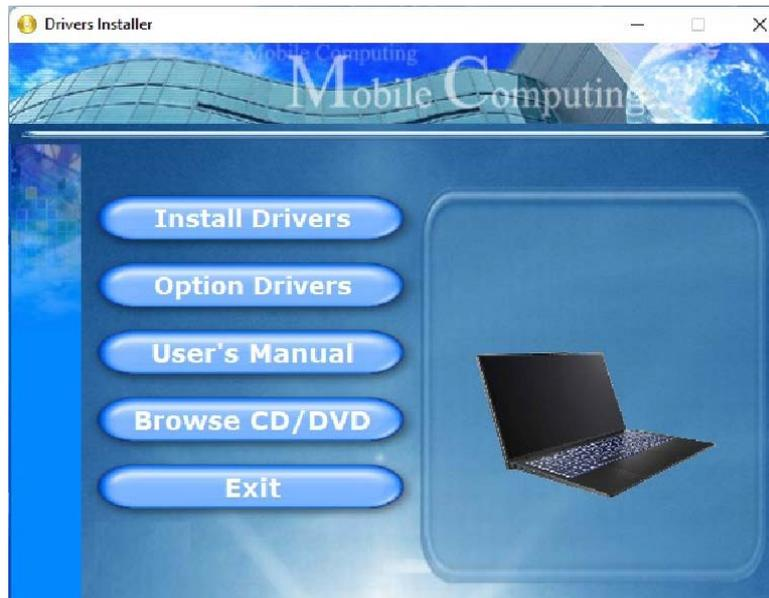 Drivers Installer
Mobile Computing
Mobile Computing
Install Drivers
Option Drivers
User's Manual
Browse CD/DVD
Exit